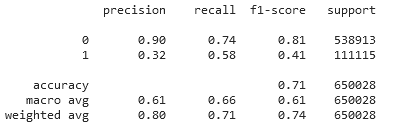 precision recall f1-score support
0 0.90 0.74 0.81 538913
1 0.32 0.58 0.41 111115
accuracy 0.71 650028
macro avg 0.61 0.66 0.61 650028
weighted avg 0.80 0.71 0.74 650028